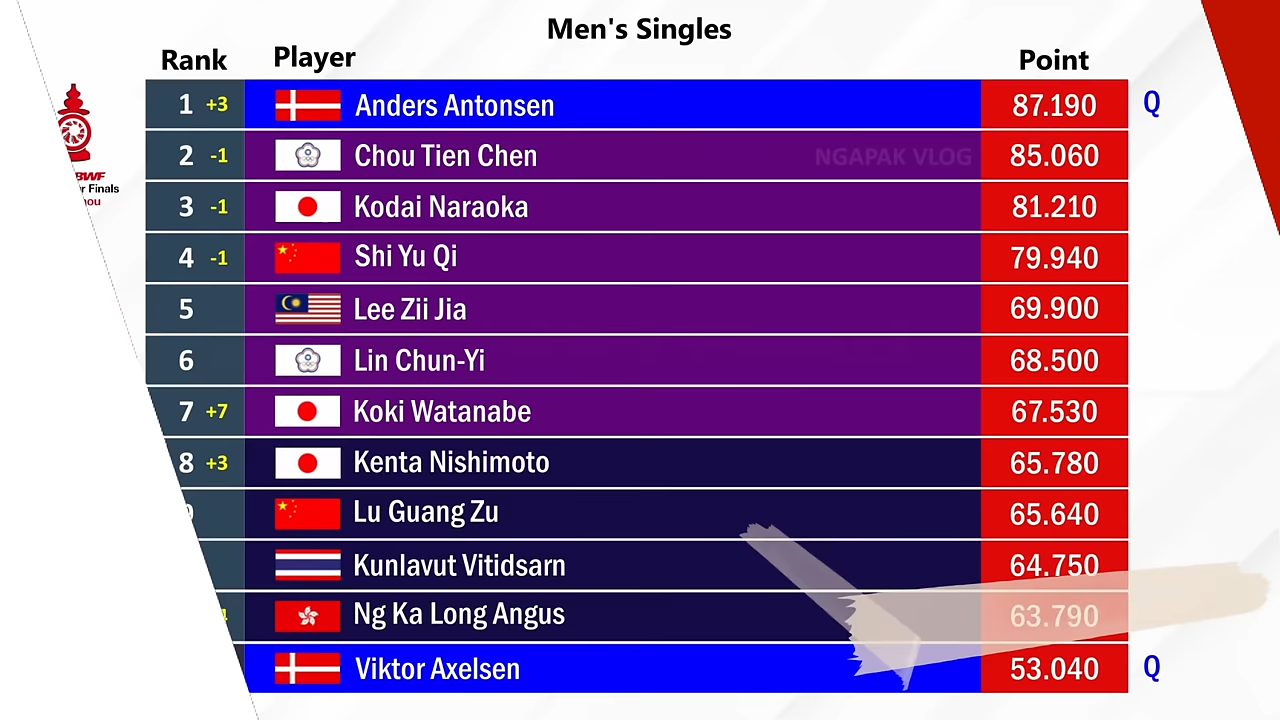 Men's Singles
Rank Player Point
1 +3 Anders Antonsen 87.190 Q
2 -1 Chou Tien Chen NGAPAK VLOG 85.060
3 -1 Kodai Naraoka 81.210
4 -1 Shi Yu Qi 79.940
5 Lee Zii Jia 69.900
6 Lin Chun-Yi 68.500
7 +7 Koki Watanabe 67.530
8 +3 Kenta Nishimoto 65.780
Lu Guang Zu 65.640
Kunlavut Vitidsarn 64.750
Ng Ka Long Angus 63.790
Viktor Axelsen 53.040 Q
BWF
Finals